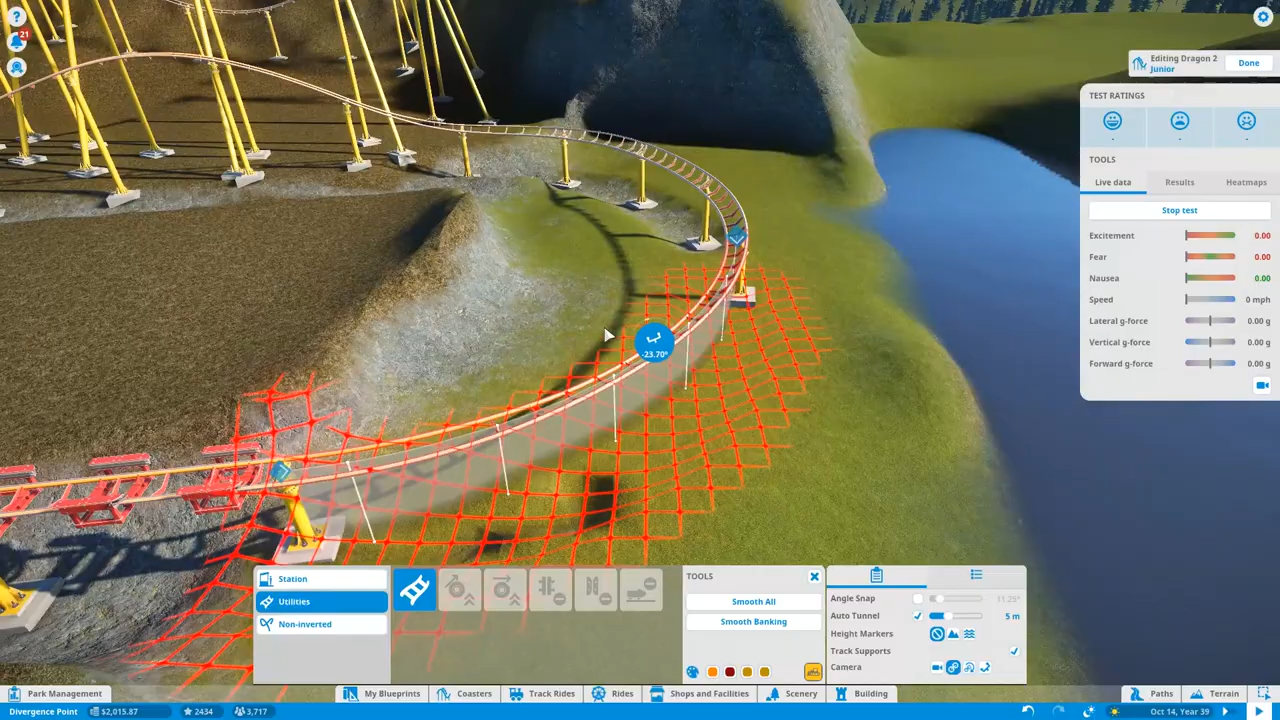 ?
21
Editing Dragon 2
Junior
Done
TEST RATINGS
-
-
-
TOOLS
Live data
Results
Heatmaps
Stop test
Excitement
0.00
Fear
0.00
Nausea
0.00
Speed
0 mph
Lateral g-force
0.00 g
Vertical g-force
0.00 g
Forward g-force
0.00 g
-23.70°
Station
Utilities
Non-inverted
TOOLS
Smooth All
Smooth Banking
Angle Snap
11.25°
Auto Tunnel
5 m
Height Markers
Track Supports
Camera
Park Management
My Blueprints
Coasters
Track Rides
Rides
Shops and Facilities
Scenery
Building
Paths
Terrain
Divergence Point
$2,015.87
2434
3,717
Oct 14, Year 39